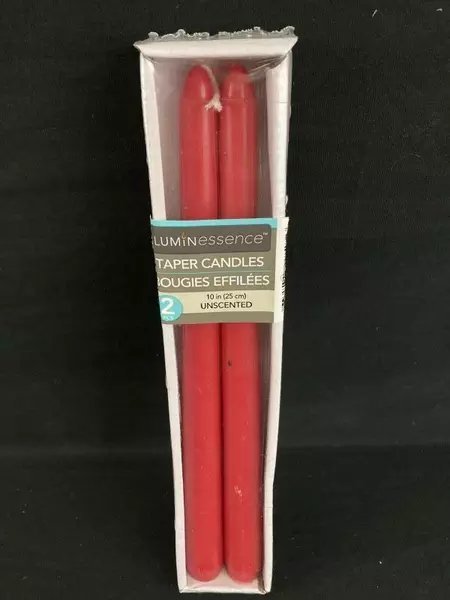 LUMINessence™
TAPER CANDLES
BOUGIES EFFILÉES
10 in (25 cm)
2
UNSCENTED